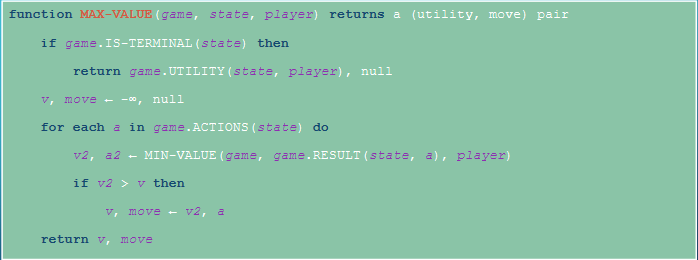 function MAX-VALUE(game, state, player) returns a (utility, move) pair
if game.IS-TERMINAL(state) then
return game.UTILITY(state, player), null
v, move ← -∞, null
for each a in game.ACTIONS(state) do
v2, a2 ← MIN-VALUE(game, game.RESULT(state, a), player)
if v2 > v then
v, move ← v2, a
return v, move